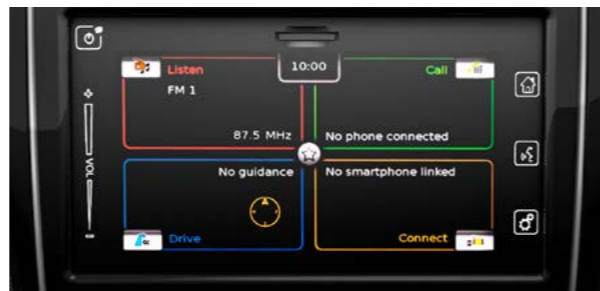 10:00
Listen
Call
FM 1
87.5 MHz
No phone connected
VOL
No guidance
No smartphone linked
Drive
Connect